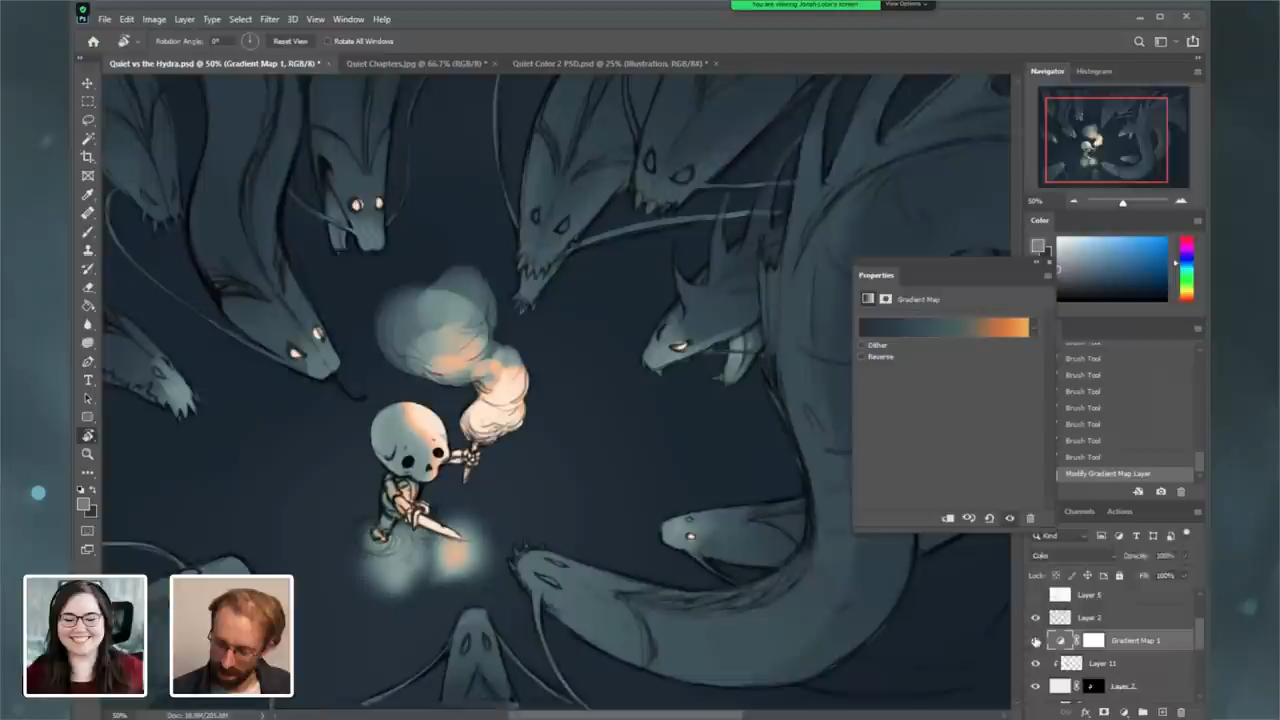 You are viewing Jonah Lobe's screen
View Options
File Edit Image Layer Type Select Filter 3D View Window Help
Rotation Angle: 0° Reset View Rotate All Windows
Quiet vs the Hydra.psd @ 50% (Gradient Map 1, RGB/8) * × Quiet Chapters.jpg @ 66.7% (RGB/8) * × Quiet Color 2 PSD.psd @ 25% (Illustration, RGB/8#) * ×
Navigator Histogram
50%
Color
Properties
Gradient Map
Dither
Reverse
Brush Tool
Brush Tool
Brush Tool
Brush Tool
Brush Tool
Brush Tool
Brush Tool
Brush Tool
Modify Gradient Map Layer
Channels Actions
Kind
Color Opacity: 100%
Lock: Fill: 100%
Layer 5
Layer 2
Gradient Map 1
Layer 11
Layer 7
50%